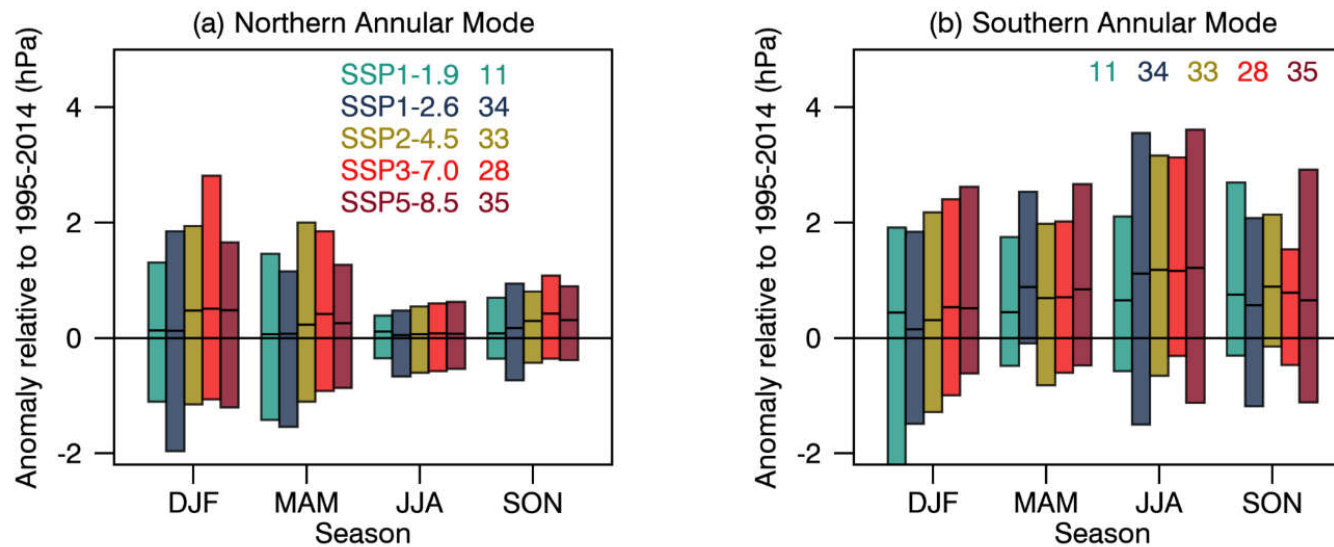 (a) Northern Annular Mode
Anomaly relative to 1995-2014 (hPa)
4
2
0
-2
SSP1-1.9 11
SSP1-2.6 34
SSP2-4.5 33
SSP3-7.0 28
SSP5-8.5 35
DJF MAM JJA SON
Season
(b) Southern Annular Mode
Anomaly relative to 1995-2014 (hPa)
4
2
0
-2
11 34 33 28 35
DJF MAM JJA SON
Season